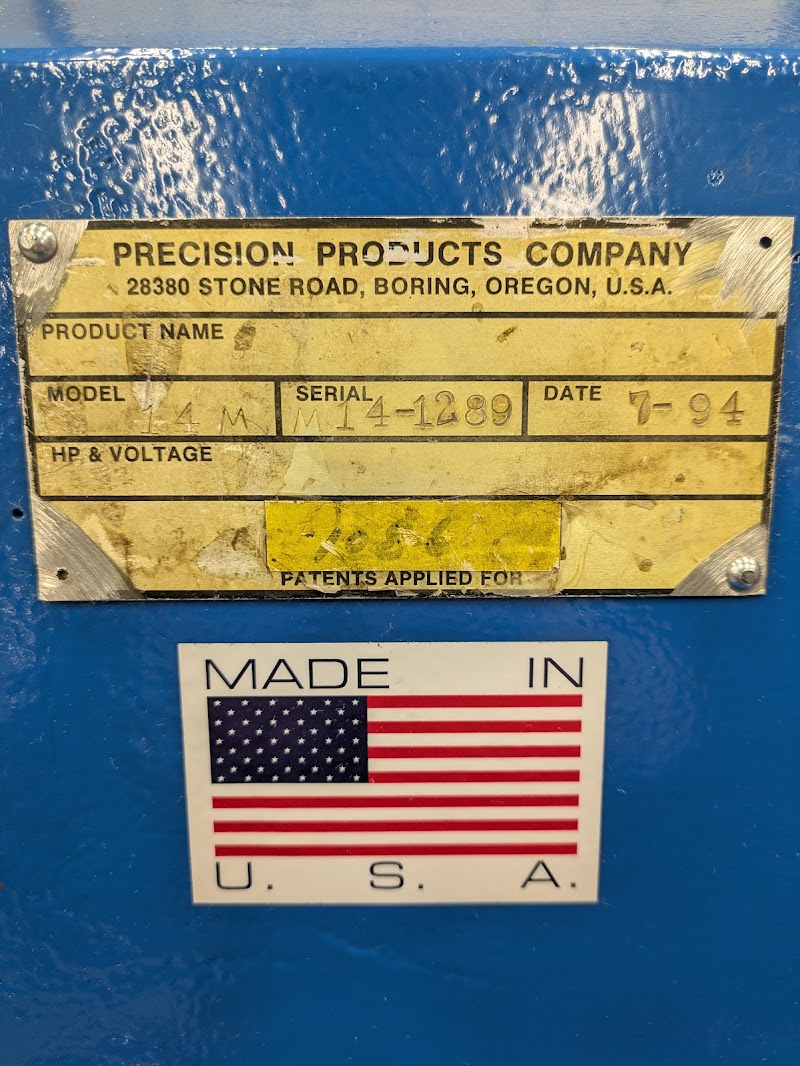 PRECISION PRODUCTS COMPANY
28380 STONE ROAD, BORING, OREGON, U.S.A.
PRODUCT NAME
MODEL 14 M SERIAL M14-1289 DATE 7-94
HP & VOLTAGE
1086
PATENTS APPLIED FOR
MADE IN
U. S. A.